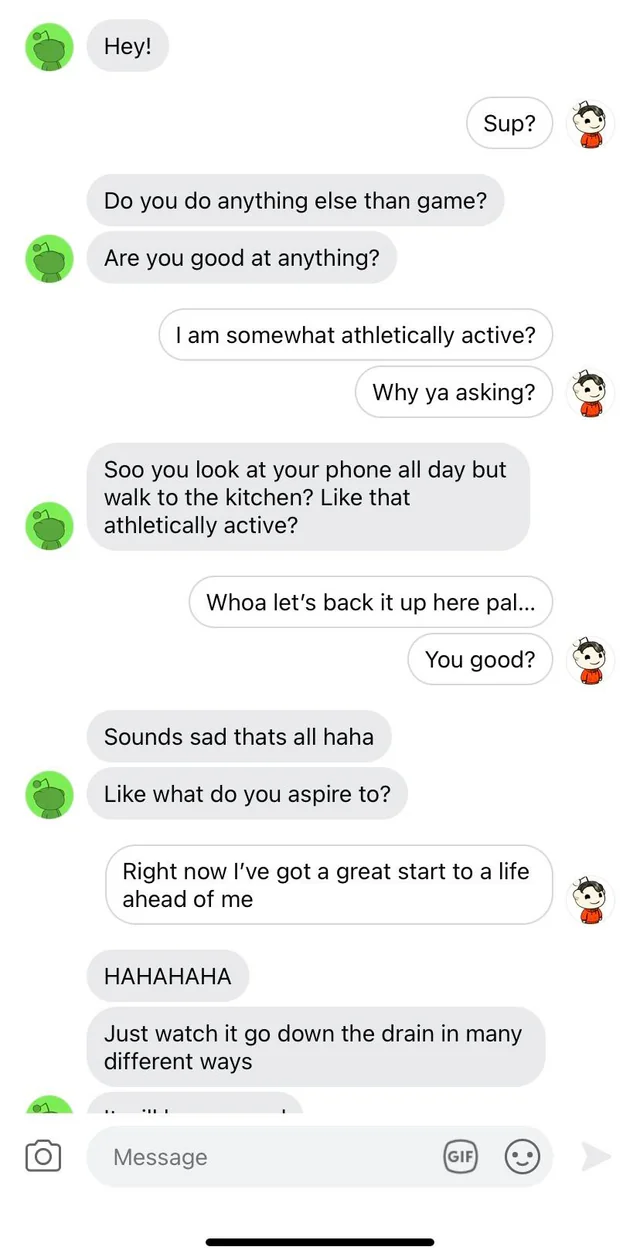 Hey!
Sup?
Do you do anything else than game?
Are you good at anything?
I am somewhat athletically active?
Why ya asking?
Soo you look at your phone all day but
walk to the kitchen? Like that
athletically active?
Whoa let’s back it up here pal...
You good?
Sounds sad thats all haha
Like what do you aspire to?
Right now I’ve got a great start to a life
ahead of me
HAHAHAHA
Just watch it go down the drain in many
different ways
Message
GIF